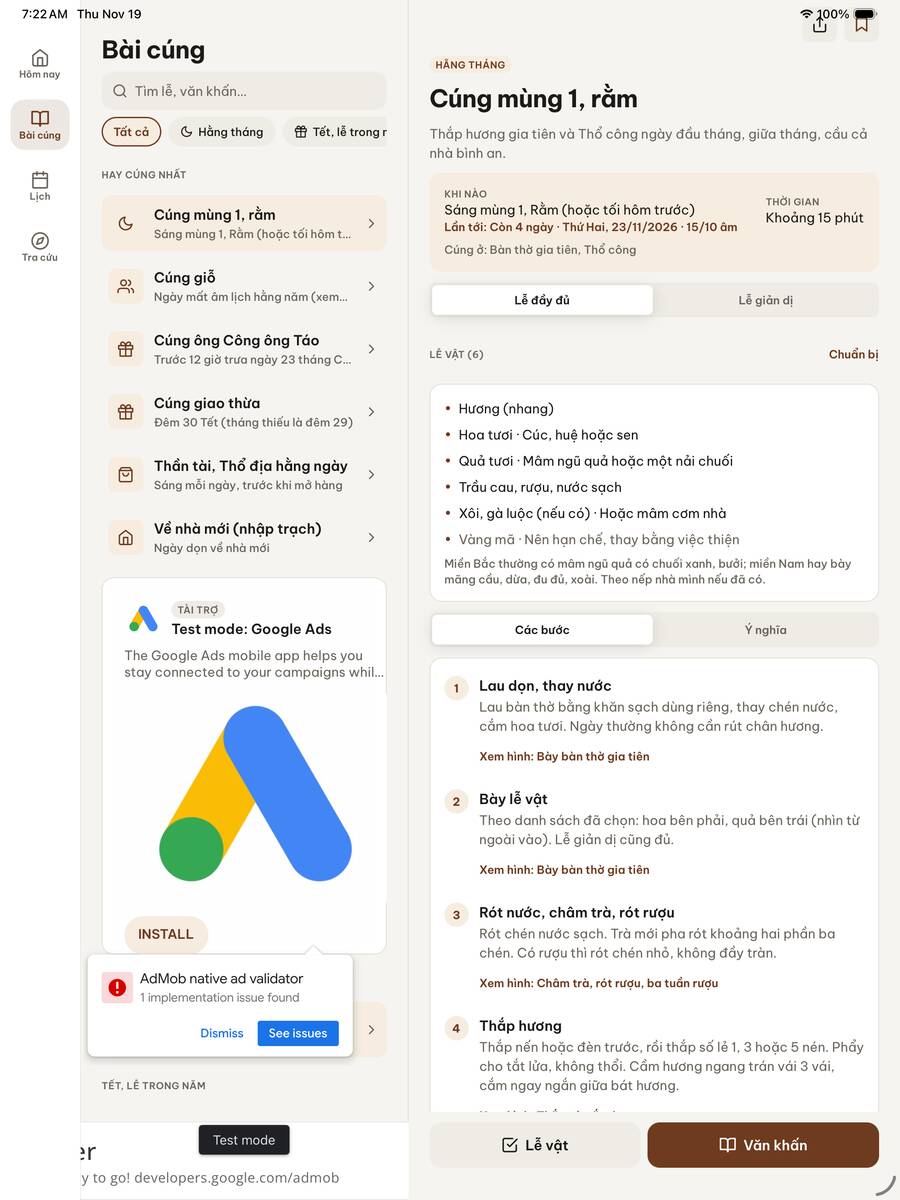 7:22 AM Thu Nov 19
100%
Hôm nay
Bài cúng
Lịch
Tra cứu
Bài cúng
Tìm lễ, văn khấn...
Tất cả
Hằng tháng
Tết, lễ trong n
HAY CÚNG NHẤT
Cúng mùng 1, rằm
Sáng mùng 1, Rằm (hoặc tối hôm t...
Cúng giỗ
Ngày mất âm lịch hằng năm (xem...
Cúng ông Công ông Táo
Trước 12 giờ trưa ngày 23 tháng C...
Cúng giao thừa
Đêm 30 Tết (tháng thiếu là đêm 29)
Thần tài, Thổ địa hằng ngày
Sáng mỗi ngày, trước khi mở hàng
Về nhà mới (nhập trạch)
Ngày dọn về nhà mới
TÀI TRỢ
Test mode: Google Ads
The Google Ads mobile app helps you
stay connected to your campaigns whil...
INSTALL
AdMob native ad validator
1 implementation issue found
Dismiss
See issues
TẾT, LỄ TRONG NĂM
Test mode
er
y to go! developers.google.com/admob
HẰNG THÁNG
Cúng mùng 1, rằm
Thắp hương gia tiên và Thổ công ngày đầu tháng, giữa tháng, cầu cả
nhà bình an.
KHI NÀO
Sáng mùng 1, Rằm (hoặc tối hôm trước)
Lần tới: Còn 4 ngày · Thứ Hai, 23/11/2026 · 15/10 âm
Cúng ở: Bàn thờ gia tiên, Thổ công
THỜI GIAN
Khoảng 15 phút
Lễ đầy đủ
Lễ giản dị
LỄ VẬT (6)
Chuẩn bị
• Hương (nhang)
• Hoa tươi · Cúc, huệ hoặc sen
• Quả tươi · Mâm ngũ quả hoặc một nải chuối
• Trầu cau, rượu, nước sạch
• Xôi, gà luộc (nếu có) · Hoặc mâm cơm nhà
• Vàng mã · Nên hạn chế, thay bằng việc thiện
Miền Bắc thường có mâm ngũ quả có chuối xanh, bưởi; miền Nam hay bày
mãng cầu, dừa, đu đủ, xoài. Theo nếp nhà mình nếu đã có.
Các bước
Ý nghĩa
1
Lau dọn, thay nước
Lau bàn thờ bằng khăn sạch dùng riêng, thay chén nước,
cắm hoa tươi. Ngày thường không cần rút chân hương.
Xem hình: Bày bàn thờ gia tiên
2
Bày lễ vật
Theo danh sách đã chọn: hoa bên phải, quả bên trái (nhìn từ
ngoài vào). Lễ giản dị cũng đủ.
Xem hình: Bày bàn thờ gia tiên
3
Rót nước, châm trà, rót rượu
Rót chén nước sạch. Trà mới pha rót khoảng hai phần ba
chén. Có rượu thì rót chén nhỏ, không đầy tràn.
Xem hình: Châm trà, rót rượu, ba tuần rượu
4
Thắp hương
Thắp nến hoặc đèn trước, rồi thắp số lẻ 1, 3 hoặc 5 nén. Phẩy
cho tắt lửa, không thổi. Cầm hương ngang trán vái 3 vái,
cắm ngay ngắn giữa bát hương.
Lễ vật
Văn khấn